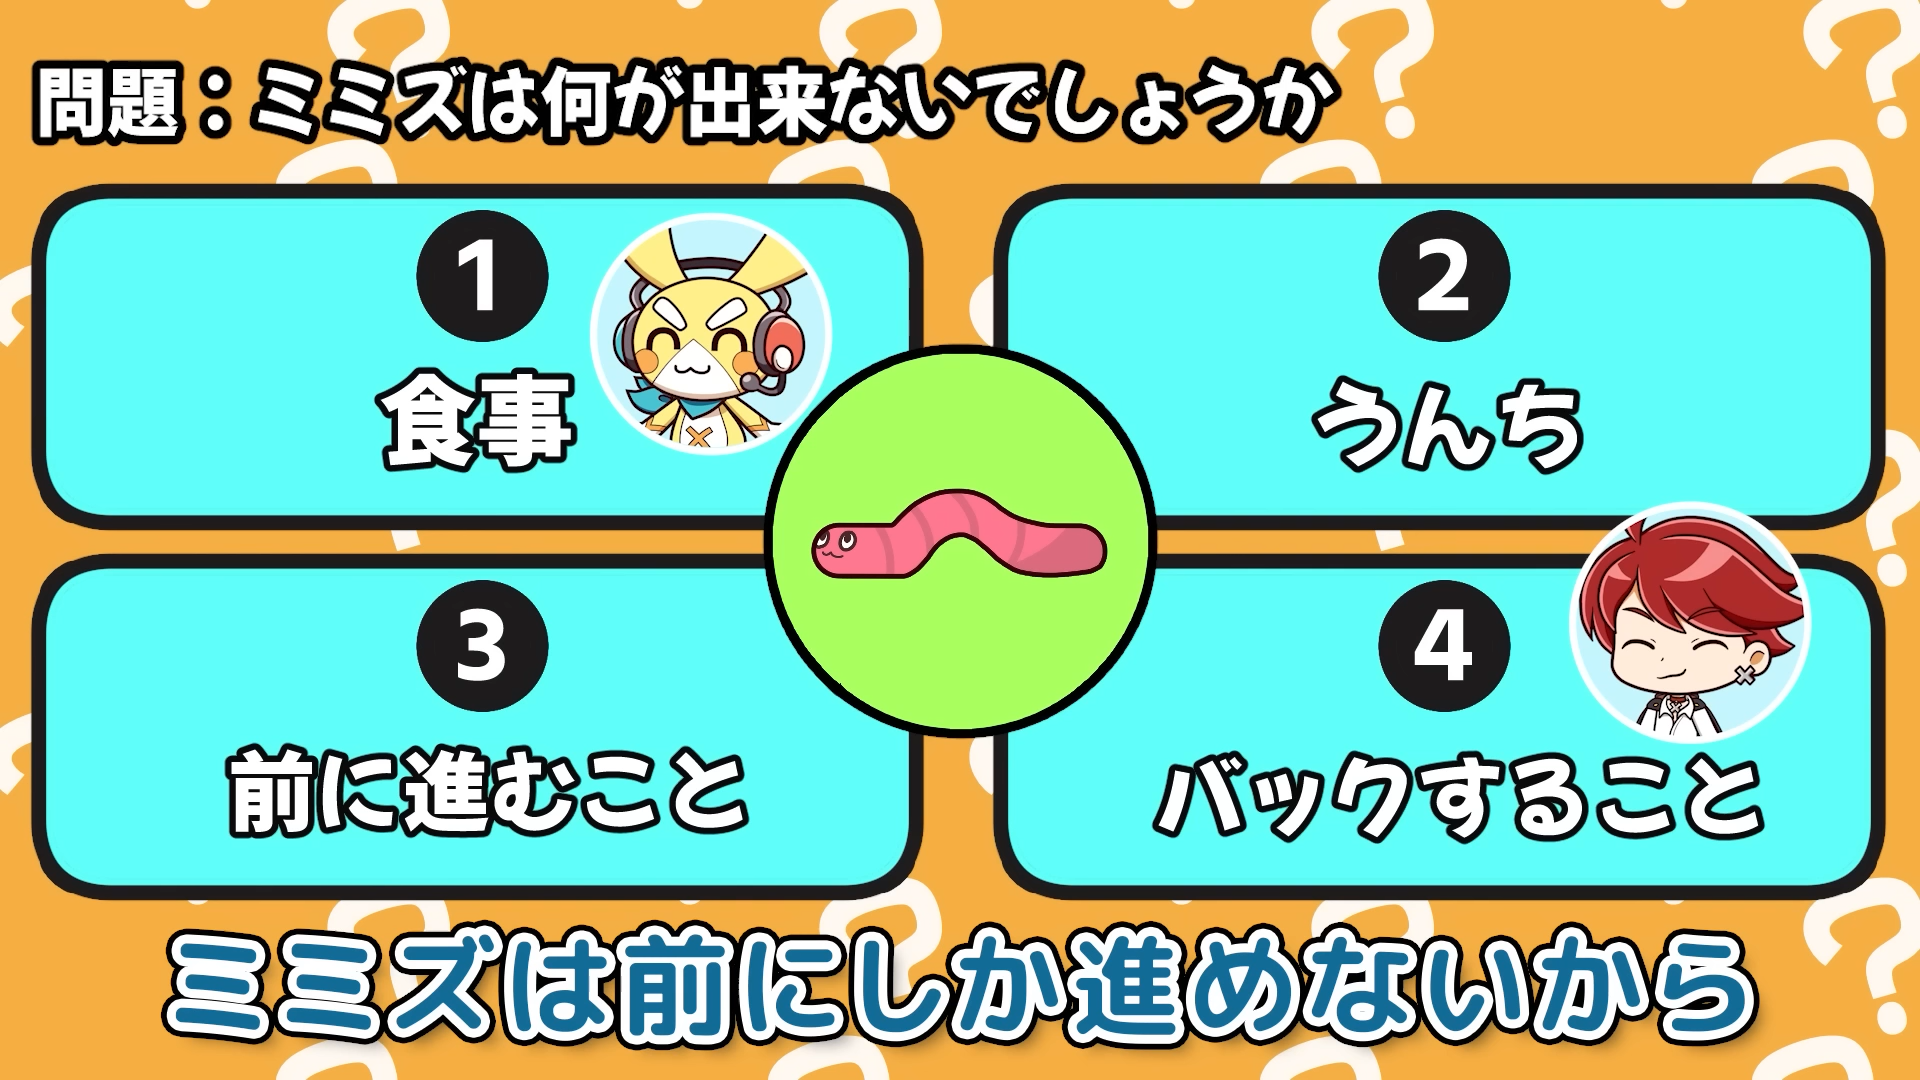 問題：ミミズは何が出来ないでしょうか
1
食事
2
うんち
3
前に進むこと
4
バックすること
ミミズは前にしか進めないから